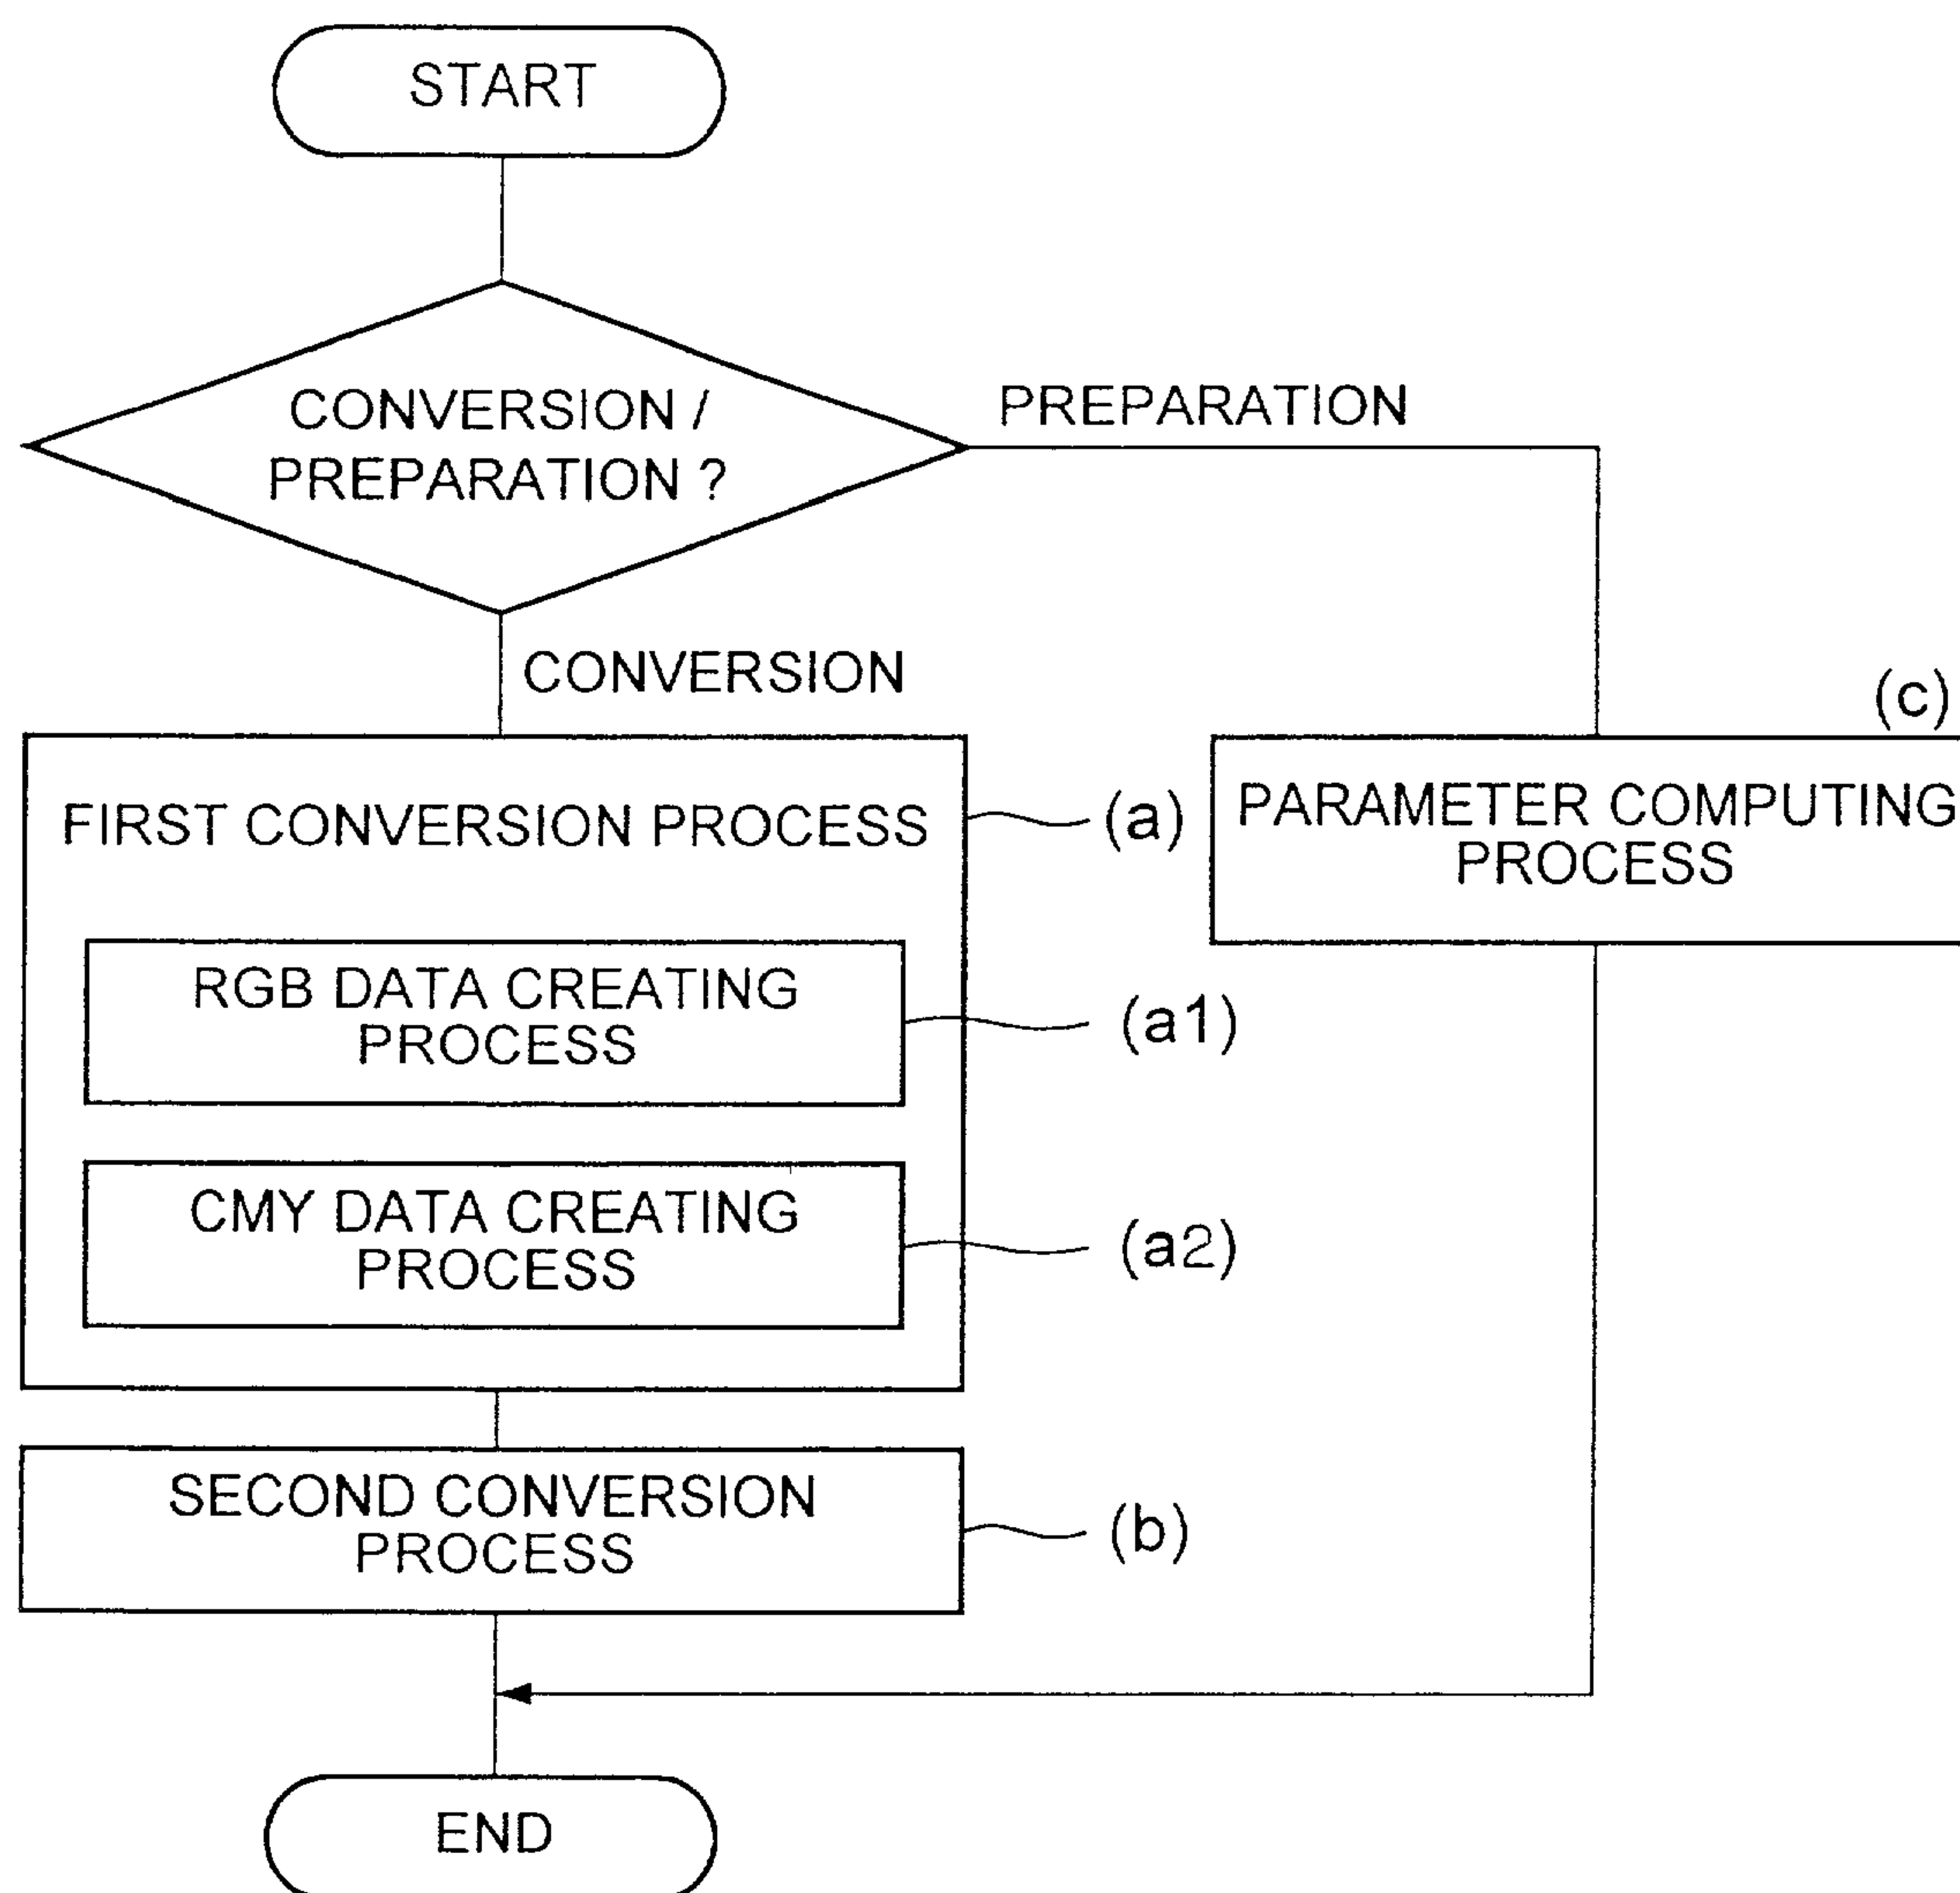 START
CONVERSION /
PREPARATION ?
PREPARATION
CONVERSION
(c)
FIRST CONVERSION PROCESS
(a)
PARAMETER COMPUTING
PROCESS
RGB DATA CREATING
PROCESS
(a1)
CMY DATA CREATING
PROCESS
(a2)
SECOND CONVERSION
PROCESS
(b)
END